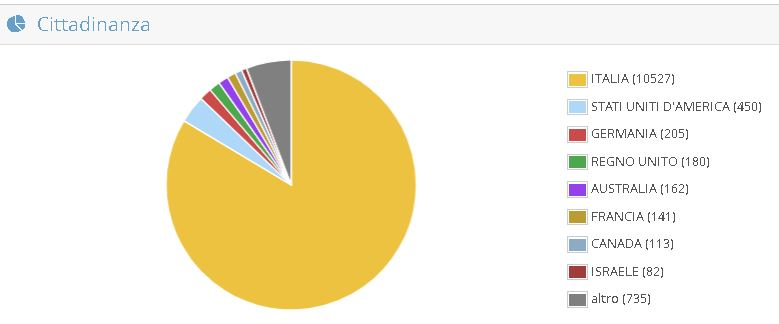 Cittadinanza
ITALIA (10527)
STATI UNITI D'AMERICA (450)
GERMANIA (205)
REGNO UNITO (180)
AUSTRALIA (162)
FRANCIA (141)
CANADA (113)
ISRAELE (82)
altro (735)